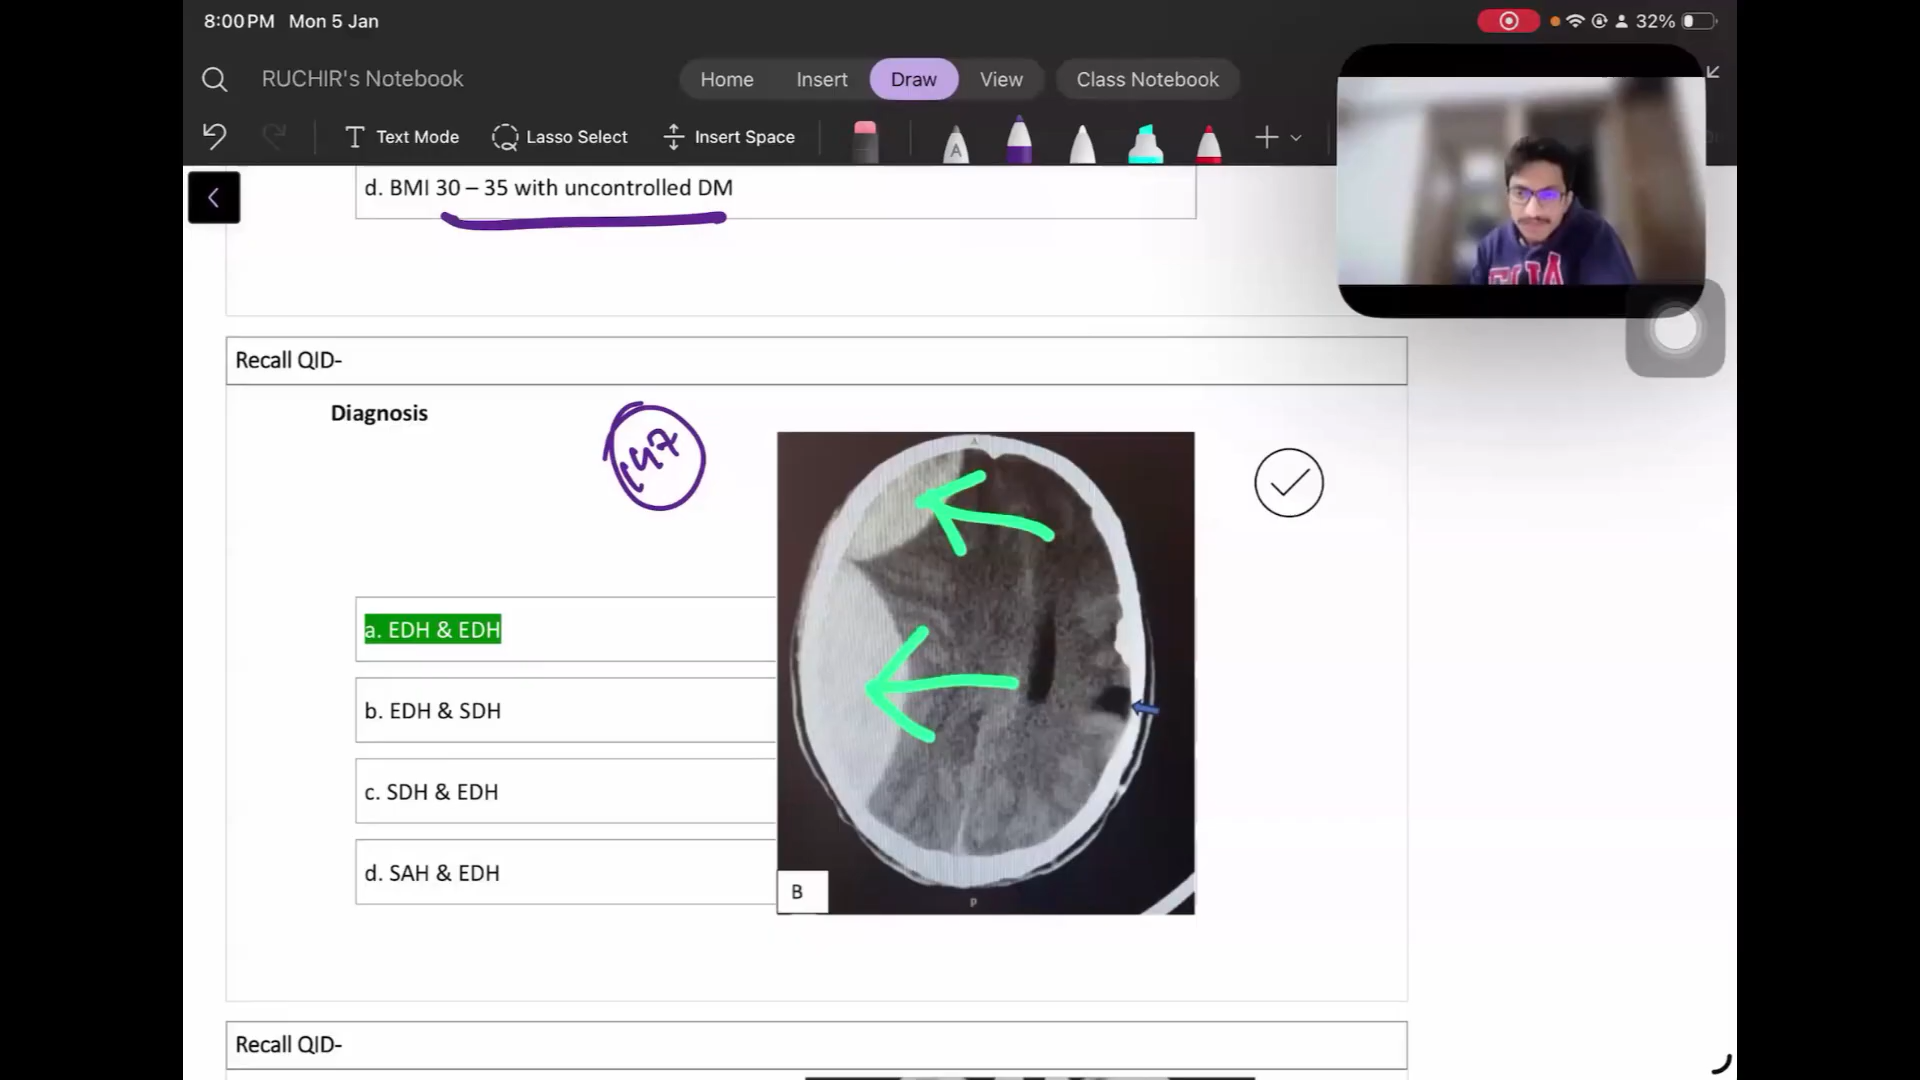 8:00 PM Mon 5 Jan
32%
RUCHIR's Notebook
Home Insert Draw View Class Notebook
Text Mode Lasso Select Insert Space
A
d. BMI 30 – 35 with uncontrolled DM
Recall QID-
Diagnosis
147
A
a. EDH & EDH
b. EDH & SDH
c. SDH & EDH
d. SAH & EDH
B
P
Recall QID-